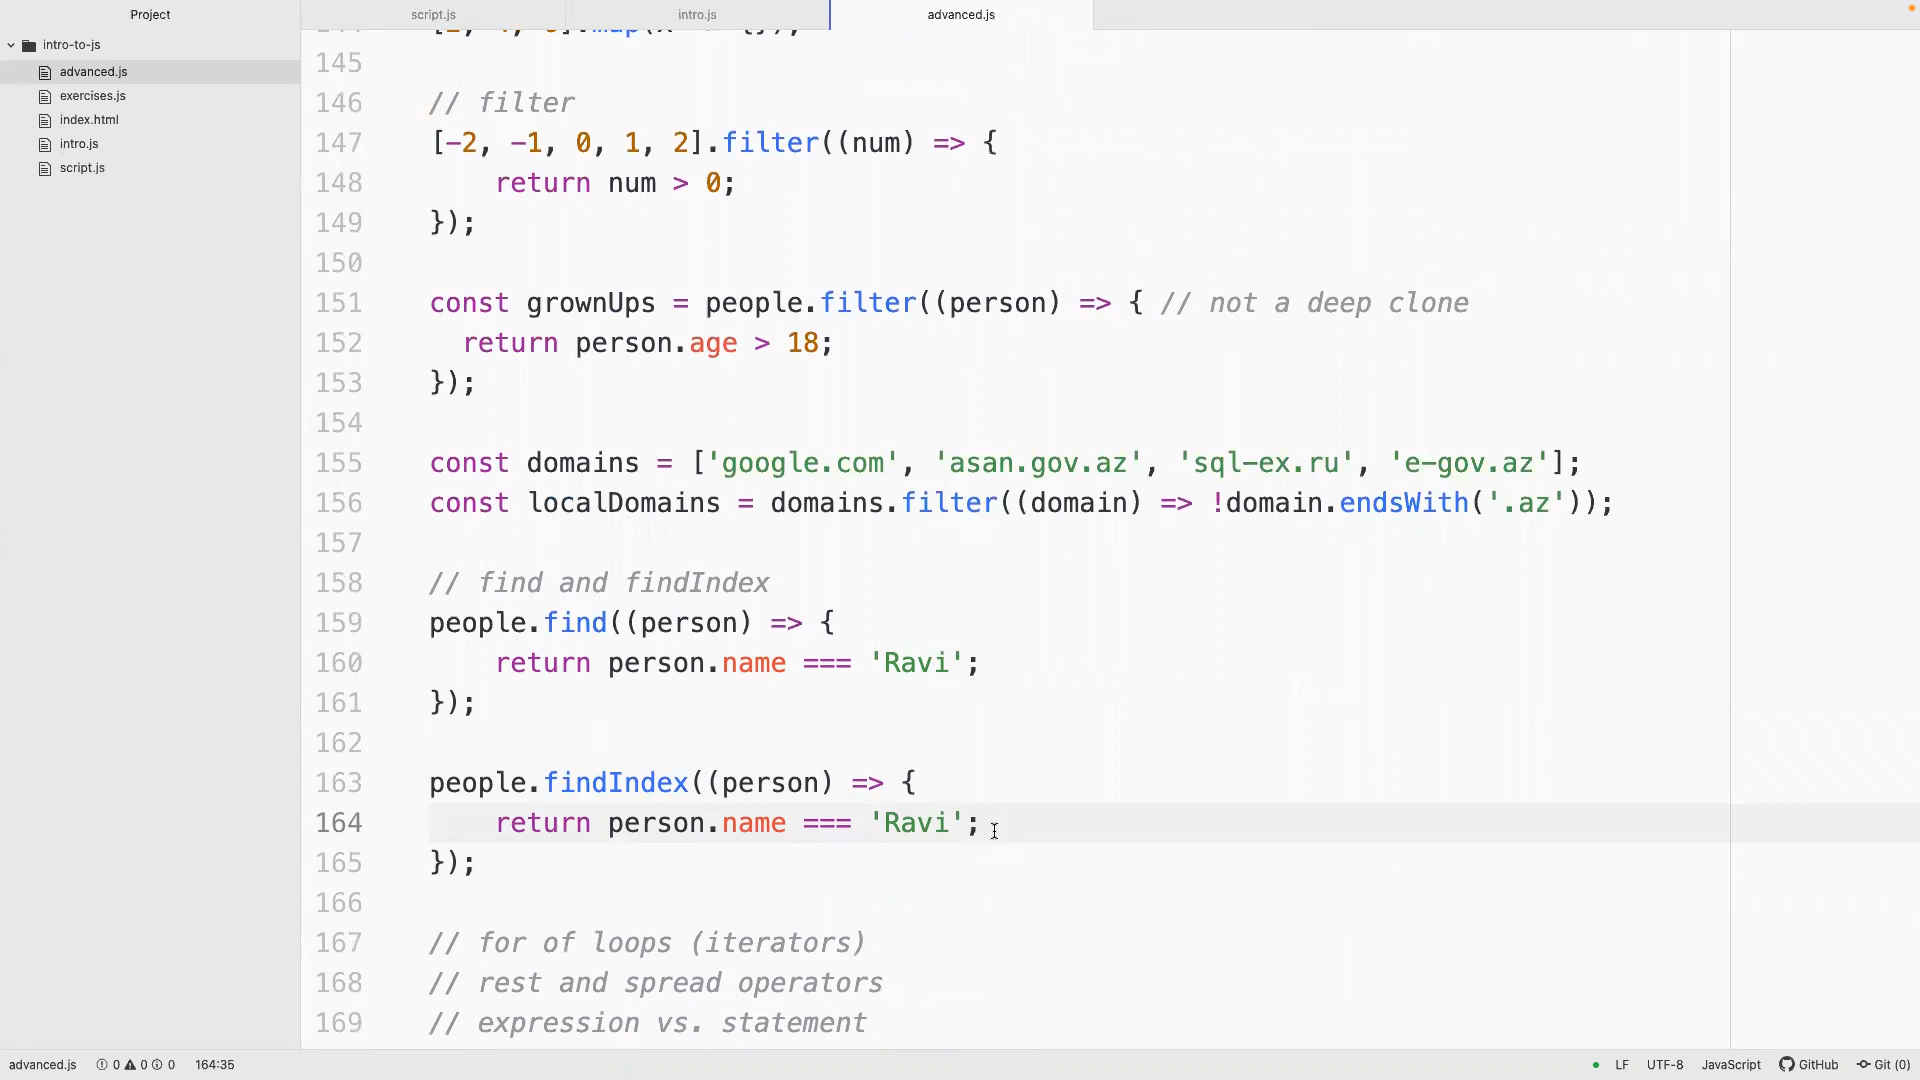 Project
script.js
intro.js
advanced.js
intro-to-js
advanced.js
exercises.js
index.html
intro.js
script.js
145
146 // filter
147 [-2, -1, 0, 1, 2].filter((num) => {
148 return num > 0;
149 });
150
151 const grownUps = people.filter((person) => { // not a deep clone
152 return person.age > 18;
153 });
154
155 const domains = ['google.com', 'asan.gov.az', 'sql-ex.ru', 'e-gov.az'];
156 const localDomains = domains.filter((domain) => !domain.endsWith('.az'));
157
158 // find and findIndex
159 people.find((person) => {
160 return person.name === 'Ravi';
161 });
162
163 people.findIndex((person) => {
164 return person.name === 'Ravi';
165 });
166
167 // for of loops (iterators)
168 // rest and spread operators
169 // expression vs. statement
advanced.js 0 0 0 164:35 LF UTF-8 JavaScript GitHub Git (0)